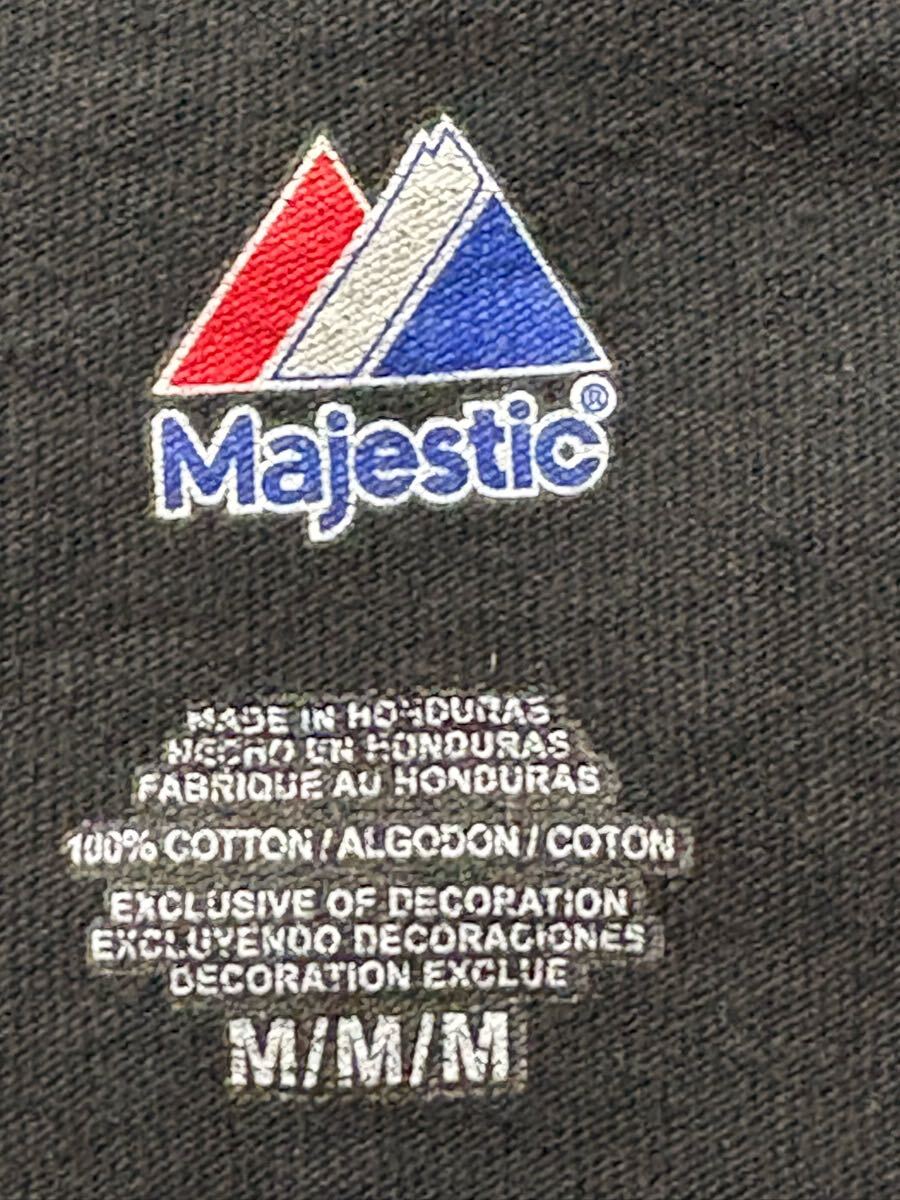 Majestic®
MADE IN HONDURAS
HECHO EN HONDURAS
FABRIQUE AU HONDURAS
100% COTTON / ALGODON / COTON
EXCLUSIVE OF DECORATION
EXCLUYENDO DECORACIONES
DECORATION EXCLUE
M/M/M